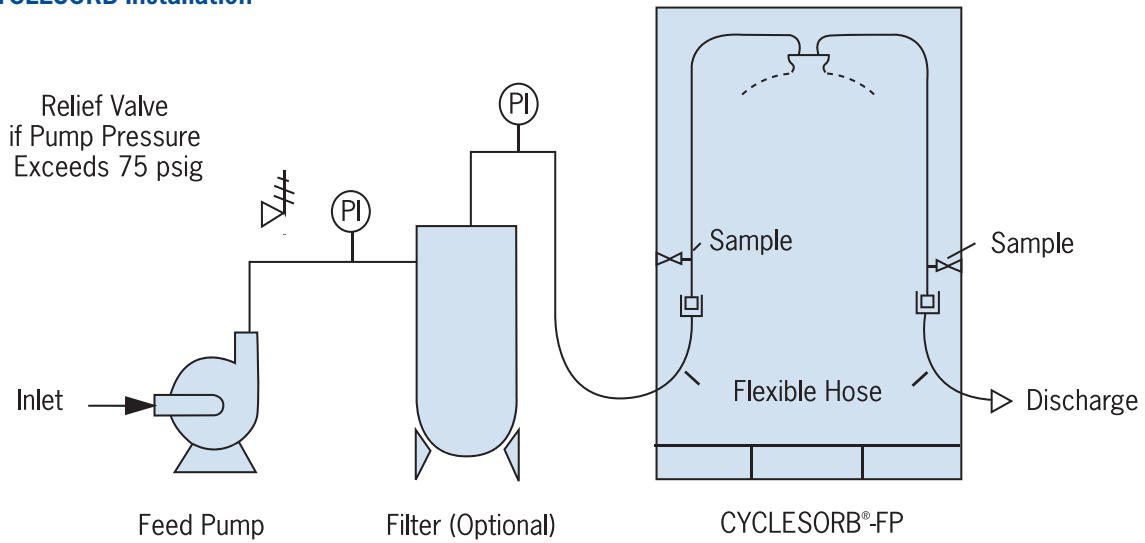 Installation
Relief Valve
if Pump Pressure
Exceeds 75 psig
PI
PI
Sample
Sample
Inlet
Flexible Hose
Discharge
Feed Pump
Filter (Optional)
CYCLESORB®-FP